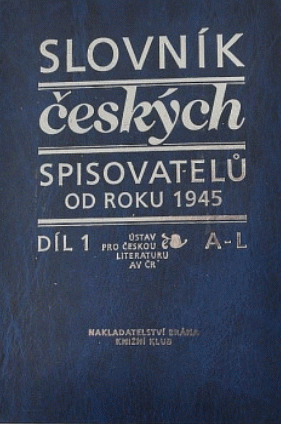 SLOVNÍK
českých
SPISOVATELŮ
OD ROKU 1945
DÍL 1
ÚSTAV
PRO ČESKOU
LITERATURU
AV ČR
A–L
NAKLADATELSTVÍ BRÁNA
KNIŽNÍ KLUB